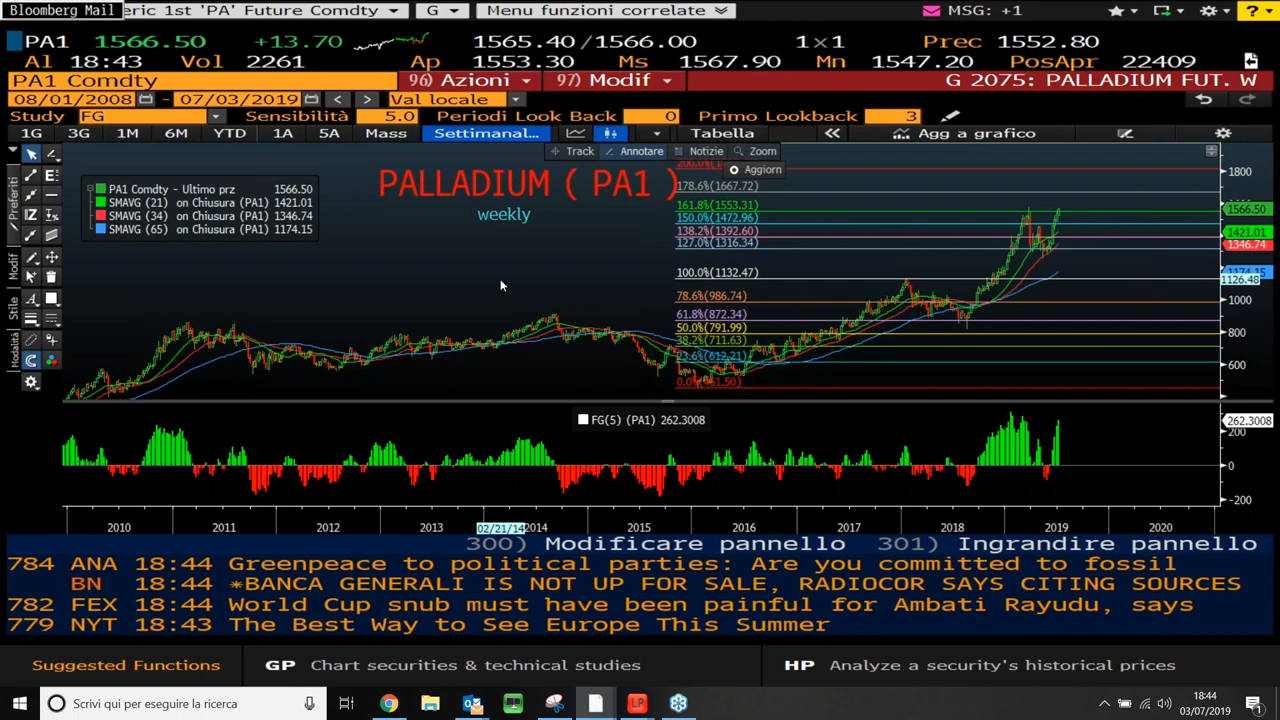 Bloomberg Mail eric 1st 'PA' Future Comdty G Menu funzioni correlate MSG: +1 ?
PA1 1566.50 +13.70 1565.40/1566.00 1×1 Prec 1552.80
Al 18:43 Vol 2261 Ap 1553.30 Ms 1567.90 Mn 1547.20 PosApr 22409
PA1 Comdty 96) Azioni 97) Modif G 2075: PALLADIUM FUT. W
08/01/2008 - 07/03/2019 < > Val locale
Study FG Sensibilità 5.0 Periodi Look Back 0 Primo Lookback 3
1G 3G 1M 6M YTD 1A 5A Mass Settimanal... Tabella Agg a grafico
Track Annotare Notizie Zoom
Aggiorn
Preferiti
Modif
Stile
Modalità
PALLADIUM ( PA1 )
weekly
PA1 Comdty - Ultimo prz 1566.50
SMAVG (21) on Chiusura (PA1) 1421.01
SMAVG (34) on Chiusura (PA1) 1346.74
SMAVG (65) on Chiusura (PA1) 1174.15
178.6%(1667.72)
161.8%(1553.31)
150.0%(1472.96)
138.2%(1392.60)
127.0%(1316.34)
100.0%(1132.47)
78.6%(986.74)
61.8%(872.34)
50.0%(791.99)
38.2%(711.63)
23.6%(612.21)
1800
1566.50
1421.01
1346.74
1174.15
1126.48
1000
800
600
FG(5) (PA1) 262.3008
262.3008
200
0
-200
2010 2011 2012 2013 02/21/14 2014 2015 2016 2017 2018 2019 2020
300) Modificare pannello 301) Ingrandire pannello
784 ANA 18:44 Greenpeace to political parties: Are you committed to fossil
BN 18:44 *BANCA GENERALI IS NOT UP FOR SALE, RADIOCOR SAYS CITING SOURCES
782 FEX 18:44 World Cup snub must have been painful for Ambati Rayudu, says
779 NYT 18:43 The Best Way to See Europe This Summer
Suggested Functions GP Chart securities & technical studies HP Analyze a security's historical prices
Scrivi qui per eseguire la ricerca
LP
18:44
03/07/2019
1